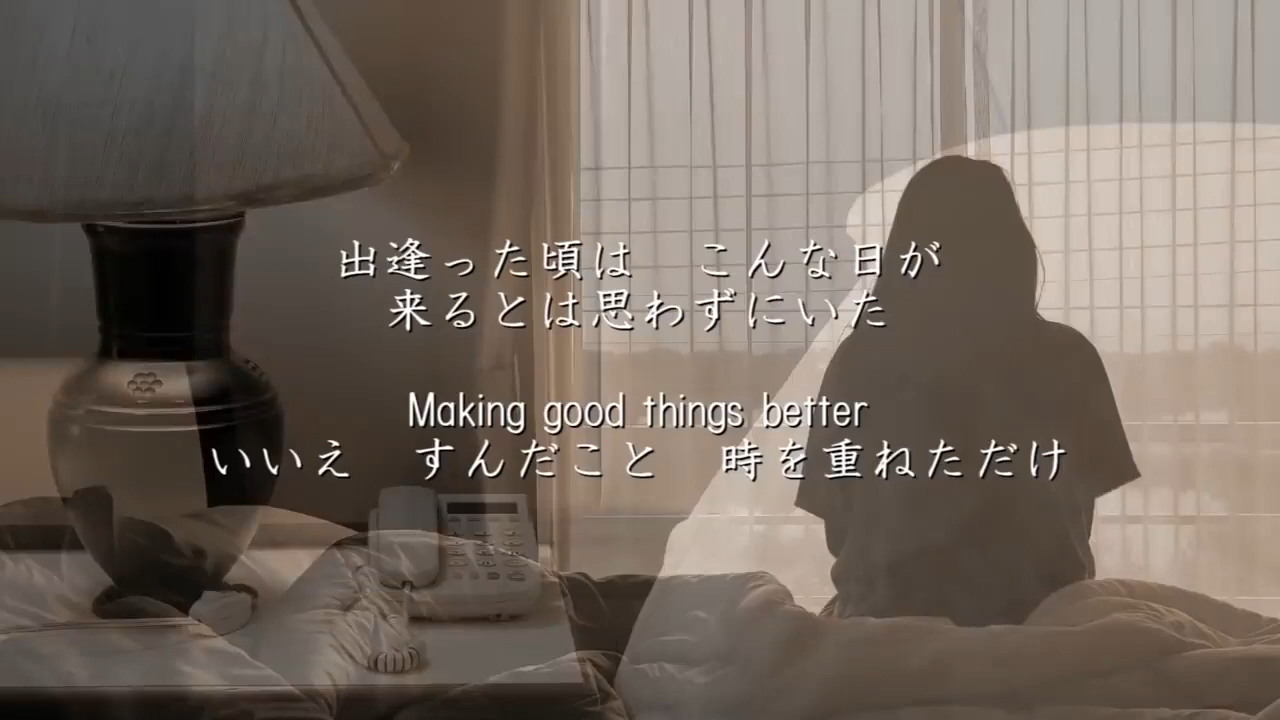 出逢った頃は　こんな日が
来るとは思わずにいた
Making good things better
いいえ　すんだこと　時を重ねただけ